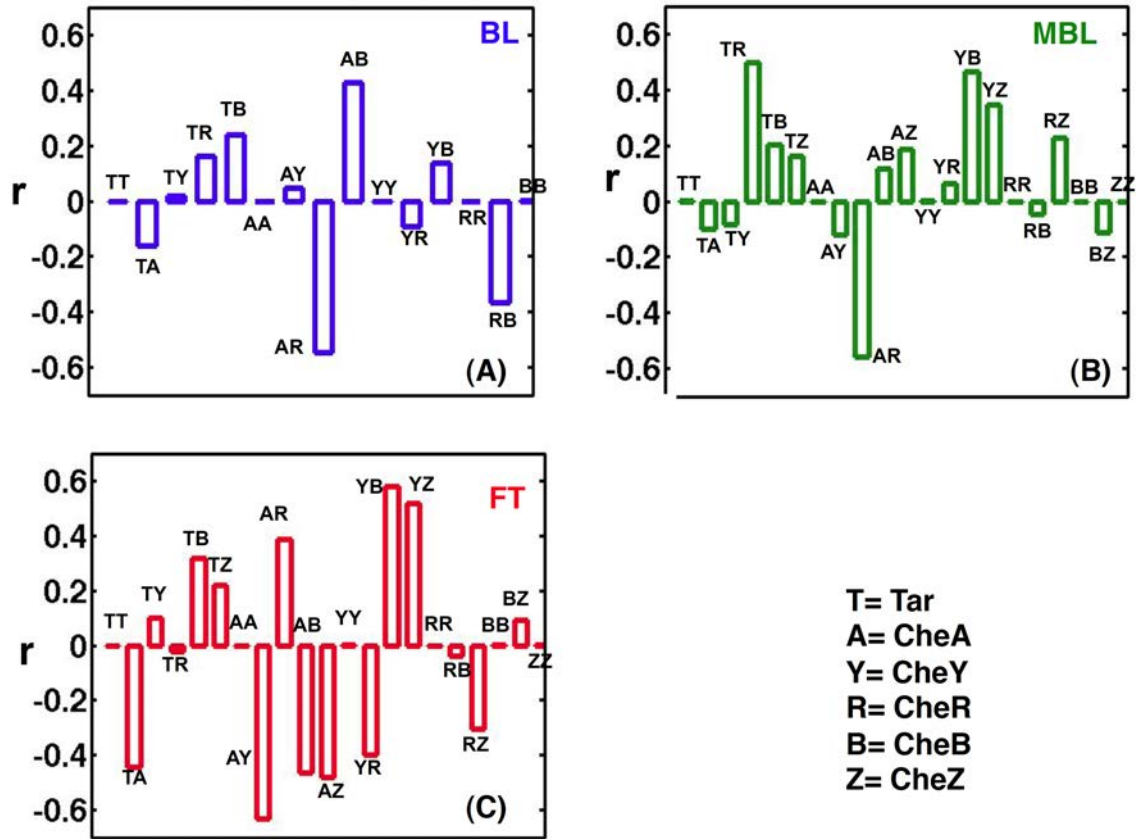 BL
0.6
0.4
0.2
0
-0.2
-0.4
-0.6
r
TT
TA
TY
TR
TB
AA
AY
AR
AB
YY
YR
YB
RR
RB
BB
(A)
MBL
0.6
0.4
0.2
0
-0.2
-0.4
-0.6
r
TT
TA
TY
TR
TB
TZ
AA
AY
AR
AB
AZ
YY
YR
YB
YZ
RR
RB
RZ
BB
BZ
ZZ
(B)
FT
0.6
0.4
0.2
0
-0.2
-0.4
-0.6
r
TT
TA
TY
TR
TB
TZ
AA
AY
AR
AB
AZ
YY
YR
YB
YZ
RR
RB
RZ
BB
BZ
ZZ
(C)
T= Tar
A= CheA
Y= CheY
R= CheR
B= CheB
Z= CheZ